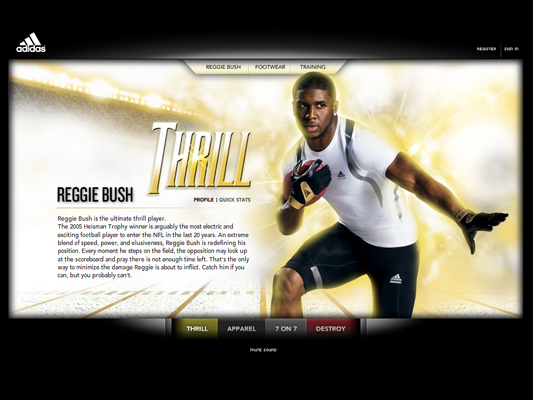 adidas
REGISTER
SIGN IN
REGGIE BUSH
FOOTWEAR
TRAINING
THRILL
REGGIE BUSH
PROFILE | QUICK STATS
Reggie Bush is the ultimate thrill player.
The 2005 Heisman Trophy winner is arguably the most electric and
exciting football player to enter the NFL in the last 20 years. An extreme
blend of speed, power, and elusiveness, Reggie Bush is redefining his
position. Every moment he steps on the field, the opposition may look up
at the scoreboard and pray there is not enough time left. That's the only
way to minimize the damage Reggie is about to inflict. Catch him if you
can, but you probably can't.
THRILL
APPAREL
7 ON 7
DESTROY
MUTE SOUND